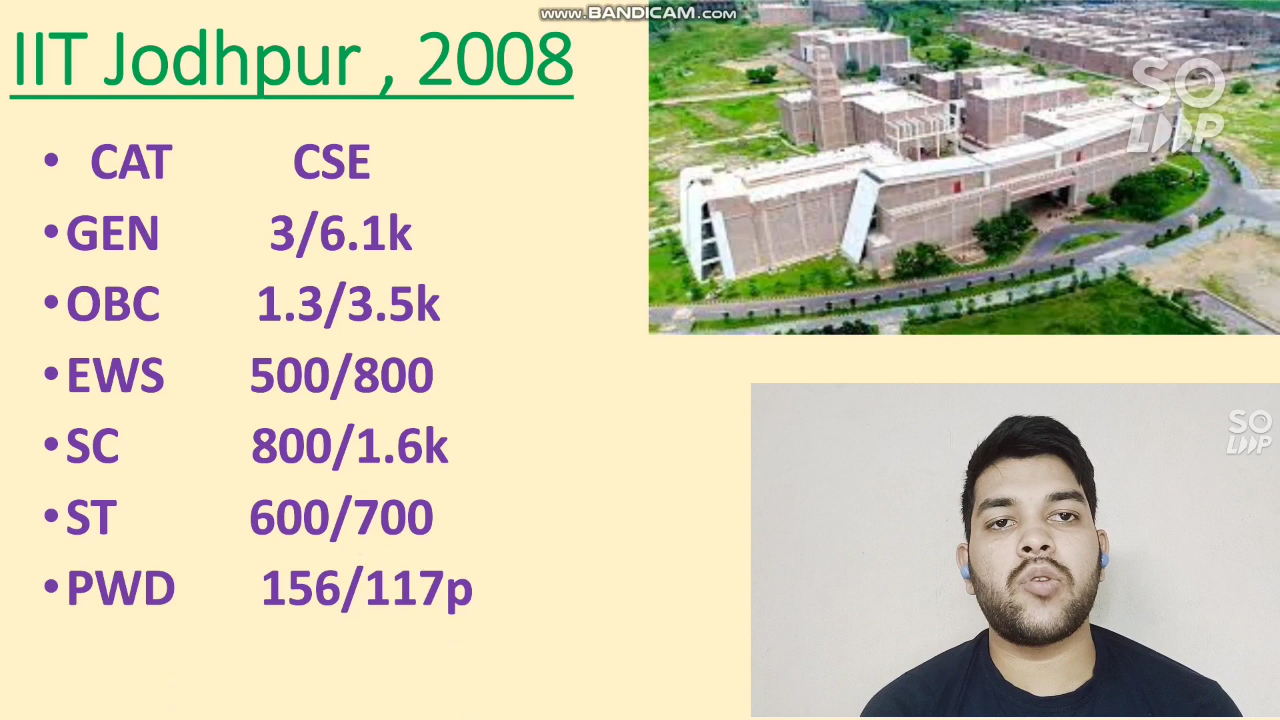 www.BANDICAM.com
IIT Jodhpur , 2008
• CAT CSE
• GEN 3/6.1k
• OBC 1.3/3.5k
• EWS 500/800
• SC 800/1.6k
• ST 600/700
• PWD 156/117p
SO
LOOP
SO
LOOP